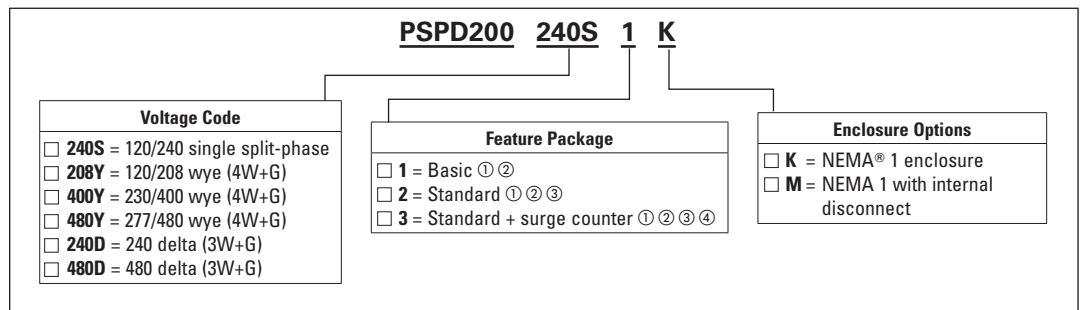 PSPD200 240S 1 K
Voltage Code
240S = 120/240 single split-phase
208Y = 120/208 wye (4W+G)
400Y = 230/400 wye (4W+G)
480Y = 277/480 wye (4W+G)
240D = 240 delta (3W+G)
480D = 480 delta (3W+G)
Feature Package
1 = Basic ① ②
2 = Standard ① ② ③
3 = Standard + surge counter ① ② ③ ④
Enclosure Options
K = NEMA® 1 enclosure
M = NEMA 1 with internal
disconnect